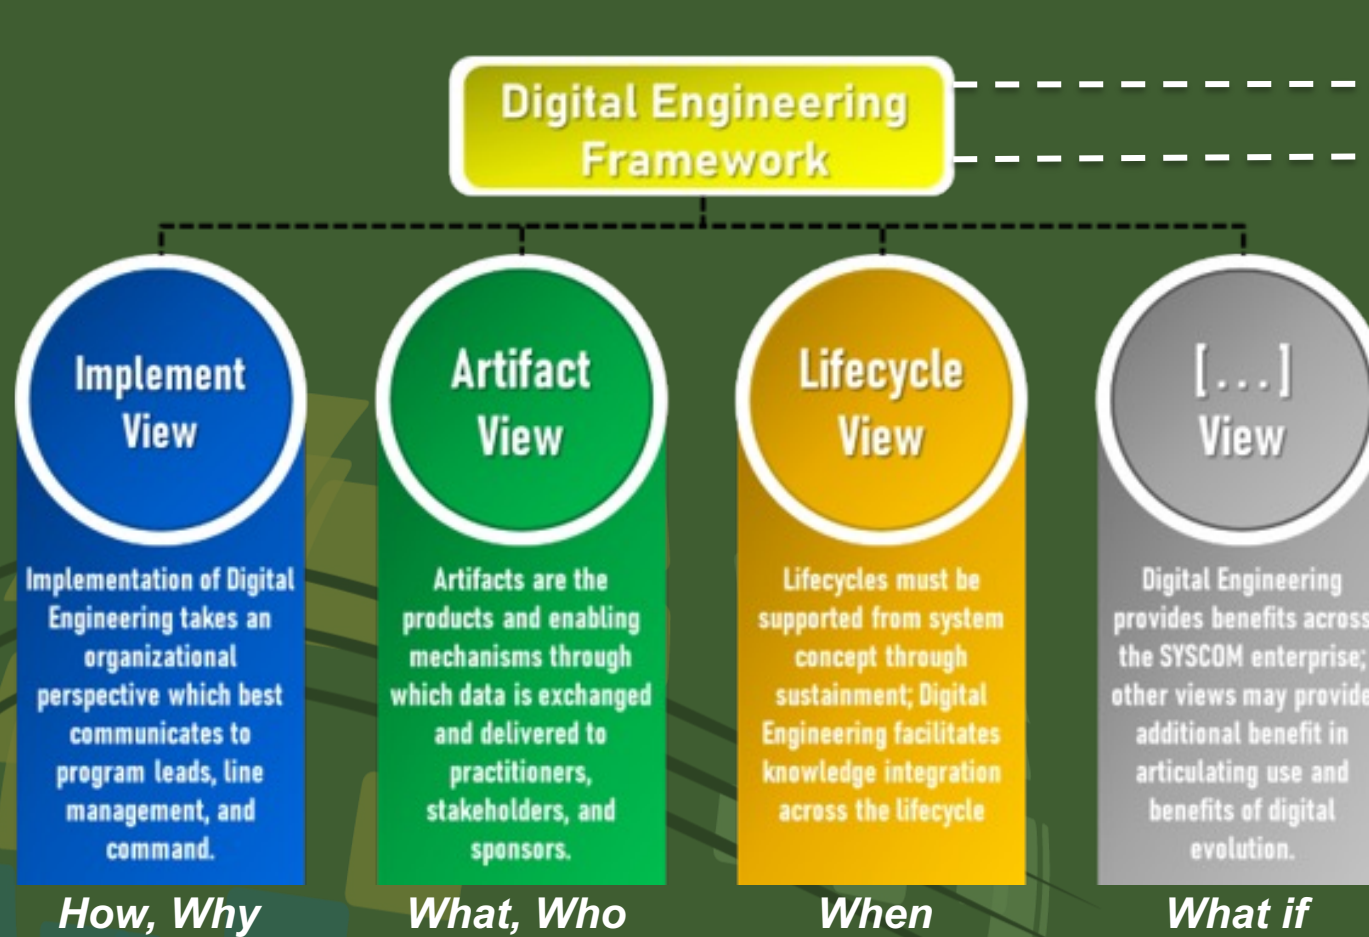 Digital Engineering
Framework
Implement
View
Implementation of Digital
Engineering takes an
organizational
perspective which best
communicates to
program leads, line
management, and
command.
How, Why
Artifact
View
Artifacts are the
products and enabling
mechanisms through
which data is exchanged
and delivered to
practitioners,
stakeholders, and
sponsors.
What, Who
Lifecycle
View
Lifecycles must be
supported from system
concept through
sustainment; Digital
Engineering facilitates
knowledge integration
across the lifecycle
When
[...]
View
Digital Engineering
provides benefits across
the SYSCOM enterprise;
other views may provide
additional benefit in
articulating use and
benefits of digital
evolution.
What if